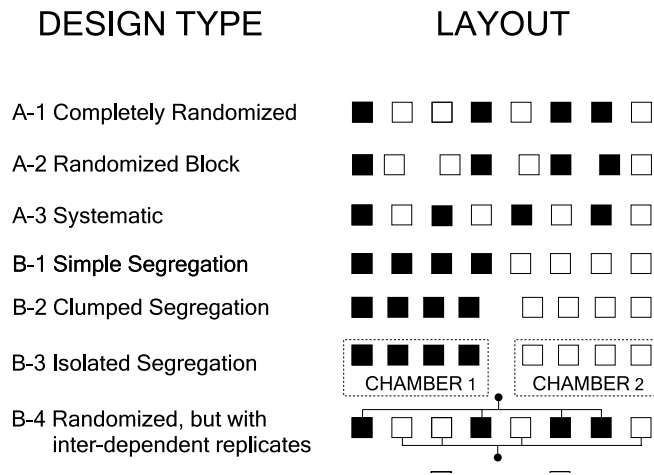 DESIGN TYPE LAYOUT
A-1 Completely Randomized
A-2 Randomized Block
A-3 Systematic
B-1 Simple Segregation
B-2 Clumped Segregation
B-3 Isolated Segregation
CHAMBER 1 CHAMBER 2
B-4 Randomized, but with
inter-dependent replicates